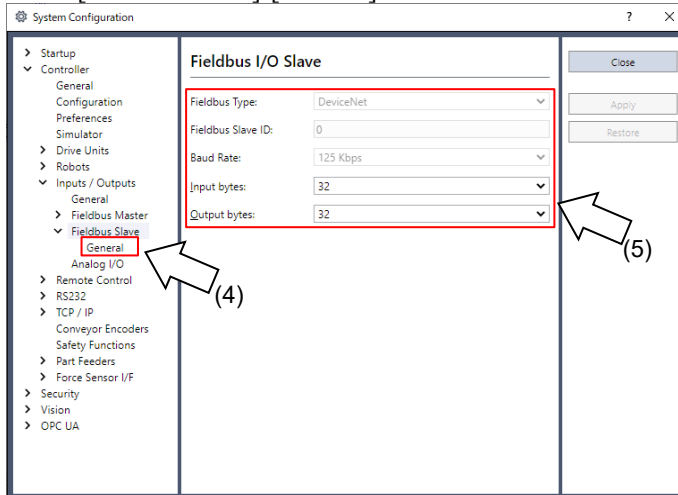 System Configuration
?
Startup
Controller
General
Configuration
Preferences
Simulator
Drive Units
Robots
Inputs / Outputs
General
Fieldbus Master
Fieldbus Slave
General
Analog I/O
Remote Control
RS232
TCP / IP
Conveyor Encoders
Safety Functions
Part Feeders
Force Sensor I/F
Security
Vision
OPC UA
(4)
Fieldbus I/O Slave
Fieldbus Type: DeviceNet
Fieldbus Slave ID: 0
Baud Rate: 125 Kbps
Input bytes: 32
Output bytes: 32
(5)
Close
Apply
Restore